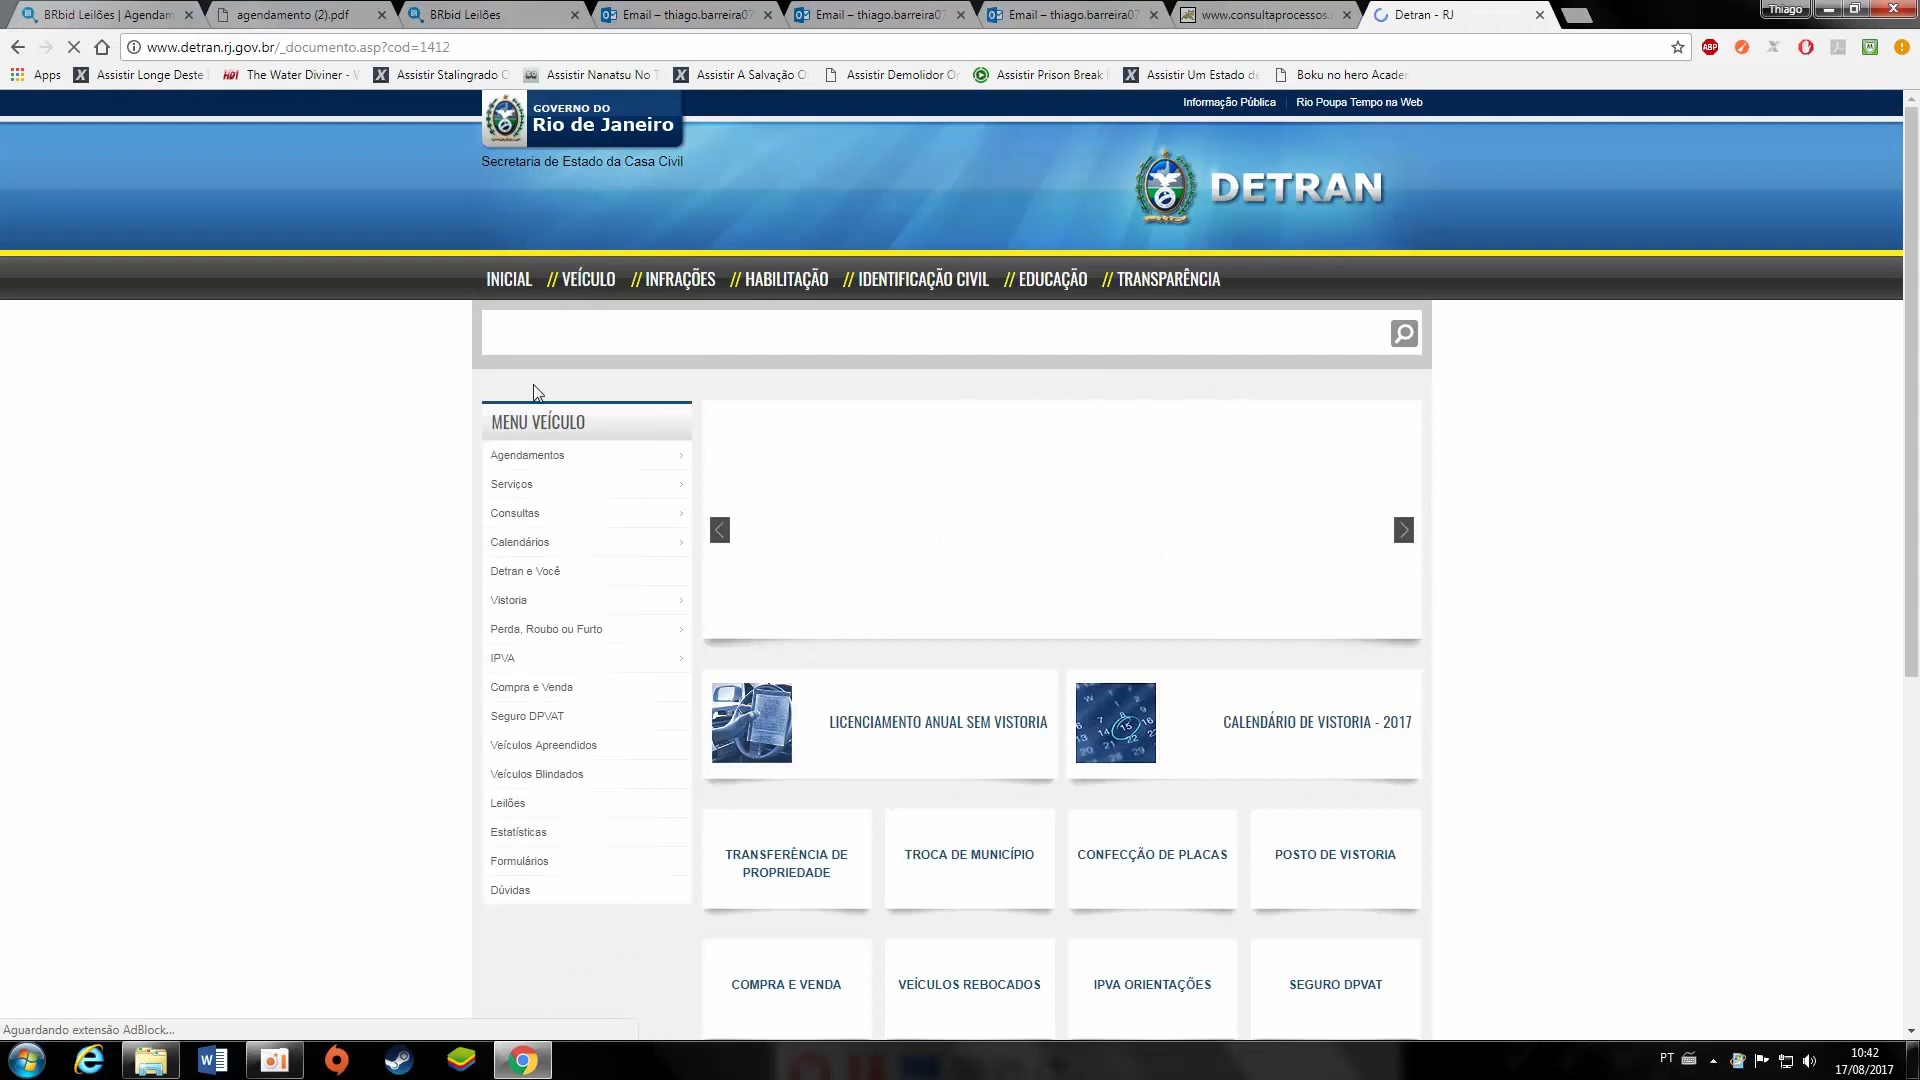 BRbid Leilões | Agendam
agendamento (2).pdf
BRbid Leilões
Email – thiago.barreira07
Email – thiago.barreira07
Email – thiago.barreira07
www.consultaprocessos.
Detran - RJ
Thiago
www.detran.rj.gov.br/_documento.asp?cod=1412
ABP
Apps
Assistir Longe Deste
HD!
The Water Diviner -
Assistir Stalingrado
Assistir Nanatsu No T
Assistir A Salvação
Assistir Demolidor
Assistir Prison Break
Assistir Um Estado d
Boku no hero Acade
GOVERNO DO
Rio de Janeiro
Secretaria de Estado da Casa Civil
Informação Pública
Rio Poupa Tempo na Web
DETRAN
INICIAL // VEÍCULO // INFRAÇÕES // HABILITAÇÃO // IDENTIFICAÇÃO CIVIL // EDUCAÇÃO // TRANSPARÊNCIA
MENU VEÍCULO
Agendamentos
Serviços
Consultas
Calendários
Detran e Você
Vistoria
Perda, Roubo ou Furto
IPVA
Compra e Venda
Seguro DPVAT
Veículos Apreendidos
Veículos Blindados
Leilões
Estatísticas
Formulários
Dúvidas
LICENCIAMENTO ANUAL SEM VISTORIA
CALENDÁRIO DE VISTORIA - 2017
TRANSFERÊNCIA DE
PROPRIEDADE
TROCA DE MUNICÍPIO
CONFECÇÃO DE PLACAS
POSTO DE VISTORIA
COMPRA E VENDA
VEÍCULOS REBOCADOS
IPVA ORIENTAÇÕES
SEGURO DPVAT
Aguardando extensão AdBlock...
PT
10:42
17/08/2017